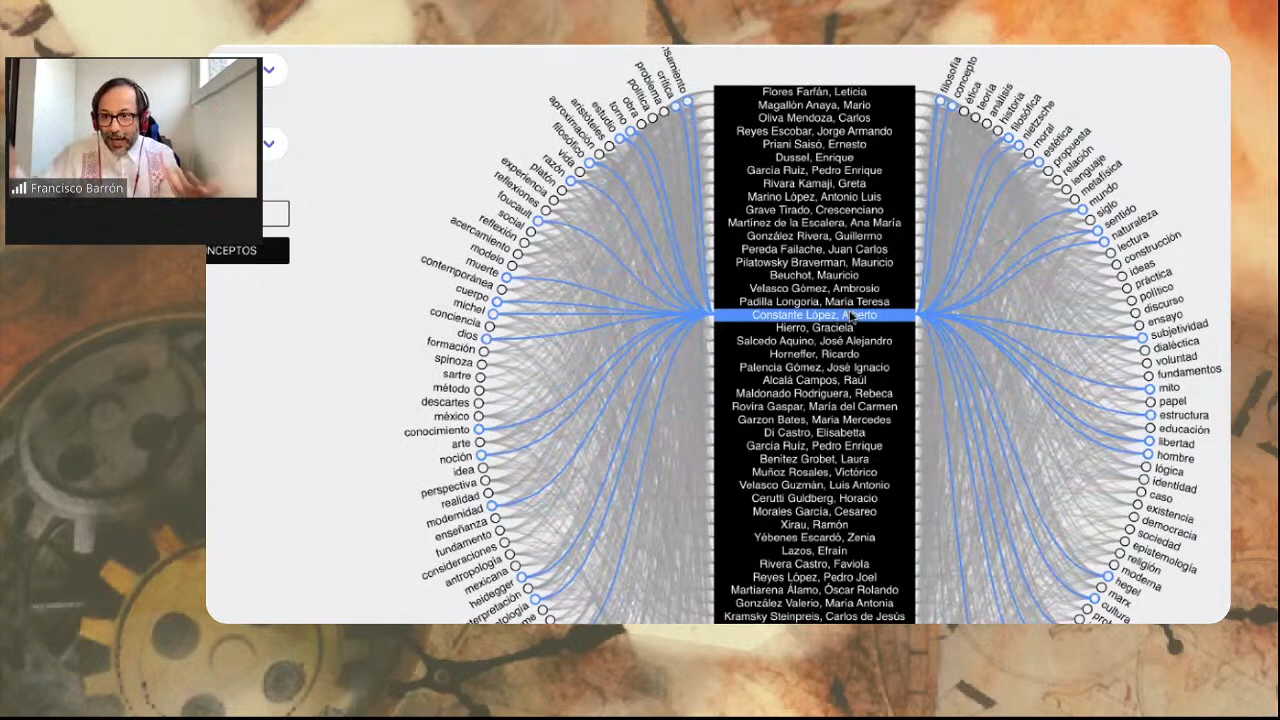 Francisco Barrón
NCEPTOS
samiento
crítica
problema
política
obra
torno
estudio
aristóteles
aproximación
filosófico
vida
razón
platón
experiencia
reflexiones
foucault
social
reflexión
acercamiento
modelo
muerte
contemporánea
cuerpo
michel
conciencia
dios
formación
spinoza
sartre
método
descartes
méxico
conocimiento
arte
noción
idea
perspectiva
realidad
modernidad
enseñanza
fundamento
consideraciones
antropología
mexicana
heidegger
terpretación
Flores Farfán, Leticia
Magallón Anaya, Mario
Oliva Mendoza, Carlos
Reyes Escobar, Jorge Armando
Priani Saisó, Ernesto
Dussel, Enrique
García Ruiz, Pedro Enrique
Rivara Kamaji, Greta
Marino López, Antonio Luis
Grave Tirado, Crescenciano
Martínez de la Escalera, Ana María
González Rivera, Guillermo
Pereda Failache, Juan Carlos
Pilatowsky Braverman, Mauricio
Beuchot, Mauricio
Velasco Gómez, Ambrosio
Padilla Longoria, María Teresa
Constante López, Alberto
Hierro, Graciela
Salcedo Aquino, José Alejandro
Horneffer, Ricardo
Palencia Gómez, José Ignacio
Alcalá Campos, Raúl
Maldonado Rodriguera, Rebeca
Rovira Gaspar, María del Carmen
Garzon Bates, Maria Mercedes
Di Castro, Elisabetta
Garcia Ruiz, Pedro Enrique
Benítez Grobet, Laura
Muñoz Rosales, Victórico
Velasco Guzmán, Luis Antonio
Cerutti Guldberg, Horacio
Morales García, Cesareo
Xirau, Ramón
Yébenes Escardó, Zenia
Lazos, Efraín
Rivera Castro, Faviola
Reyes López, Pedro Joel
Martiarena Álamo, Óscar Rolando
González Valerio, Maria Antonia
Kramsky Steinpreis, Carlos de Jesús
filosofía
concepto
ética
teoría
análisis
historia
filosófica
nietzsche
moral
estética
propuesta
relación
lenguaje
metafísica
mundo
siglo
sentido
naturaleza
lectura
construcción
ideas
práctica
político
discurso
ensayo
subjetividad
dialéctica
voluntad
fundamentos
mito
papel
estructura
educación
libertad
hombre
lógica
identidad
caso
existencia
democracia
sociedad
epistemología
religión
moderna
hegel
marx
cultura